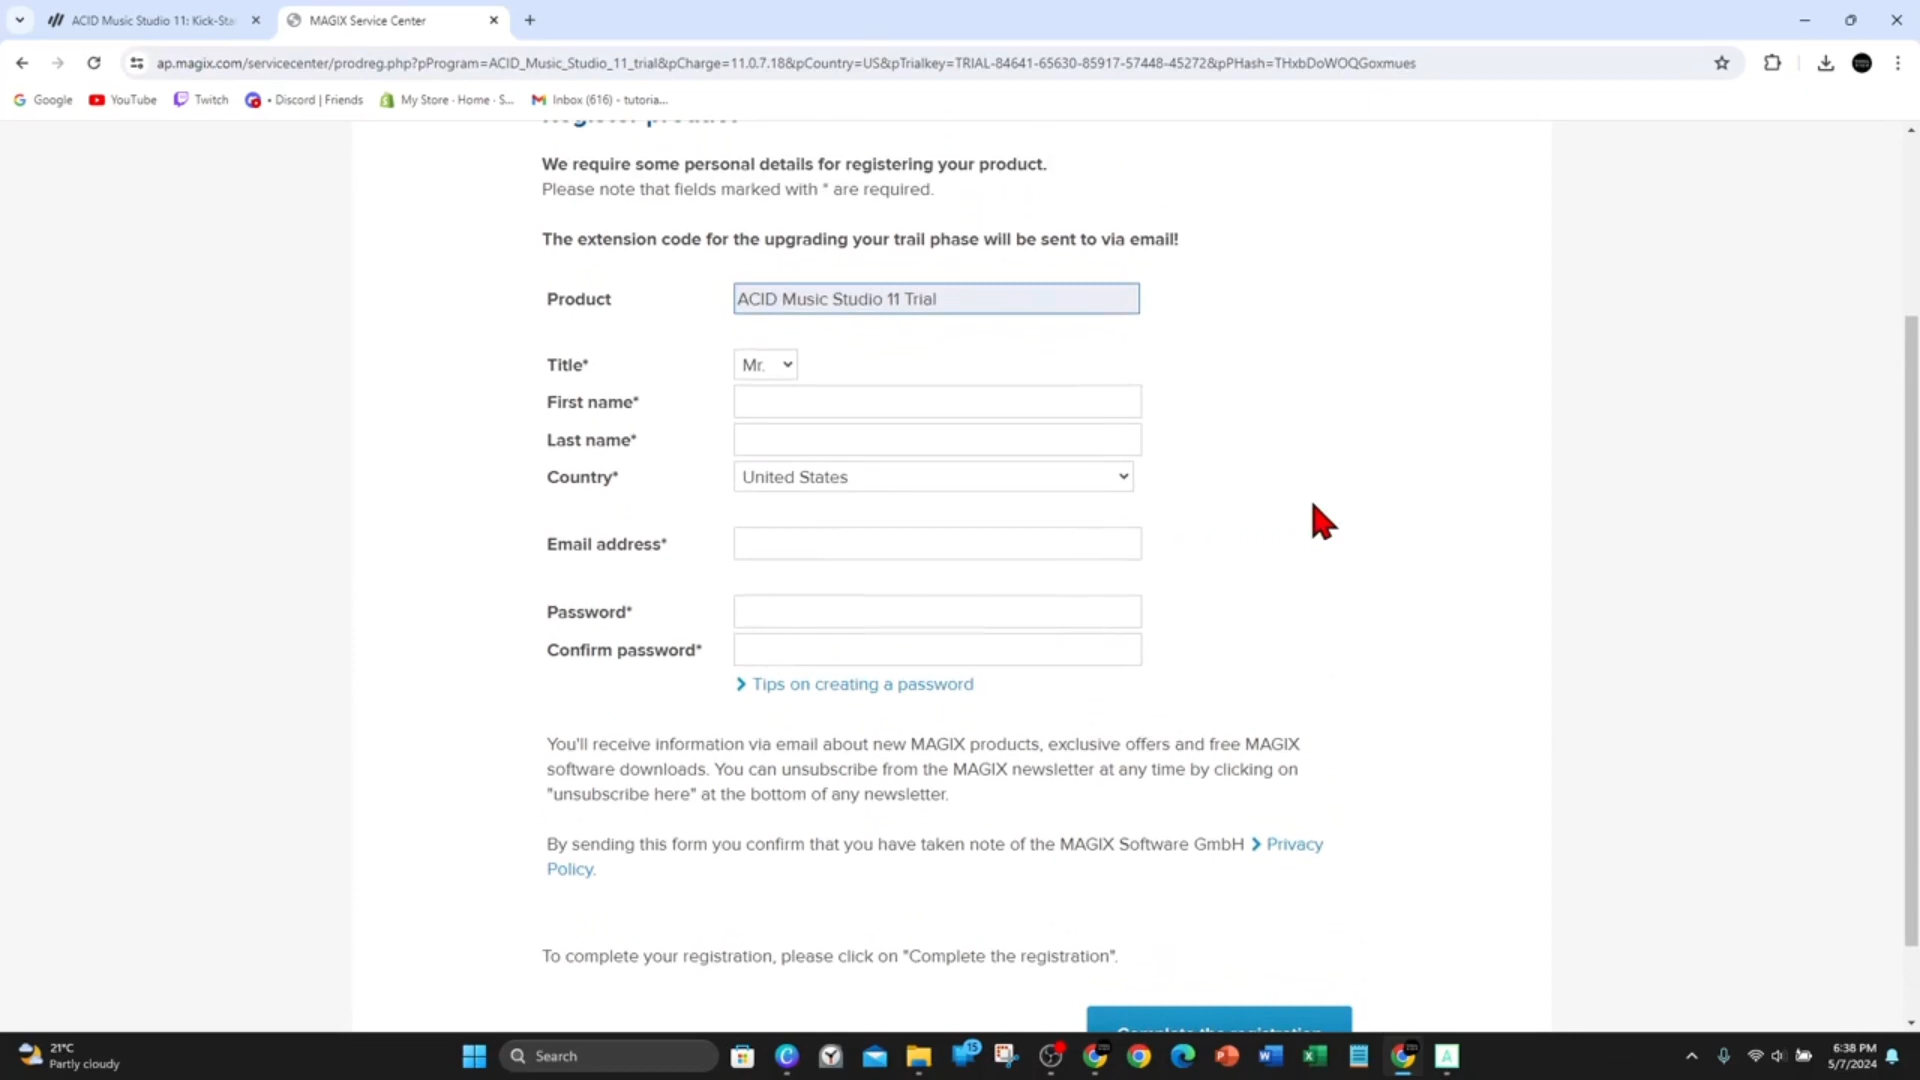 ACID Music Studio 11: Kick-Sta
MAGIX Service Center
ap.magix.com/servicecenter/prodreg.php?pProgram=ACID_Music_Studio_11_trial&pCharge=11.0.7.18&pCountry=US&pTrialkey=TRIAL-84641-65630-85917-57448-45272&pPHash=THxbDoWOQGoxmues
Google YouTube Twitch • Discord | Friends My Store · Home · S... Inbox (616) - tutoria...
Register product
We require some personal details for registering your product.
Please note that fields marked with * are required.
The extension code for the upgrading your trail phase will be sent to via email!
Product ACID Music Studio 11 Trial
Title* Mr.
First name*
Last name*
Country* United States
Email address*
Password*
Confirm password*
Tips on creating a password
You'll receive information via email about new MAGIX products, exclusive offers and free MAGIX
software downloads. You can unsubscribe from the MAGIX newsletter at any time by clicking on
"unsubscribe here" at the bottom of any newsletter.
By sending this form you confirm that you have taken note of the MAGIX Software GmbH Privacy
Policy.
To complete your registration, please click on "Complete the registration".
Complete the registration
21°C
Partly cloudy
Search
15
6:38 PM
5/7/2024